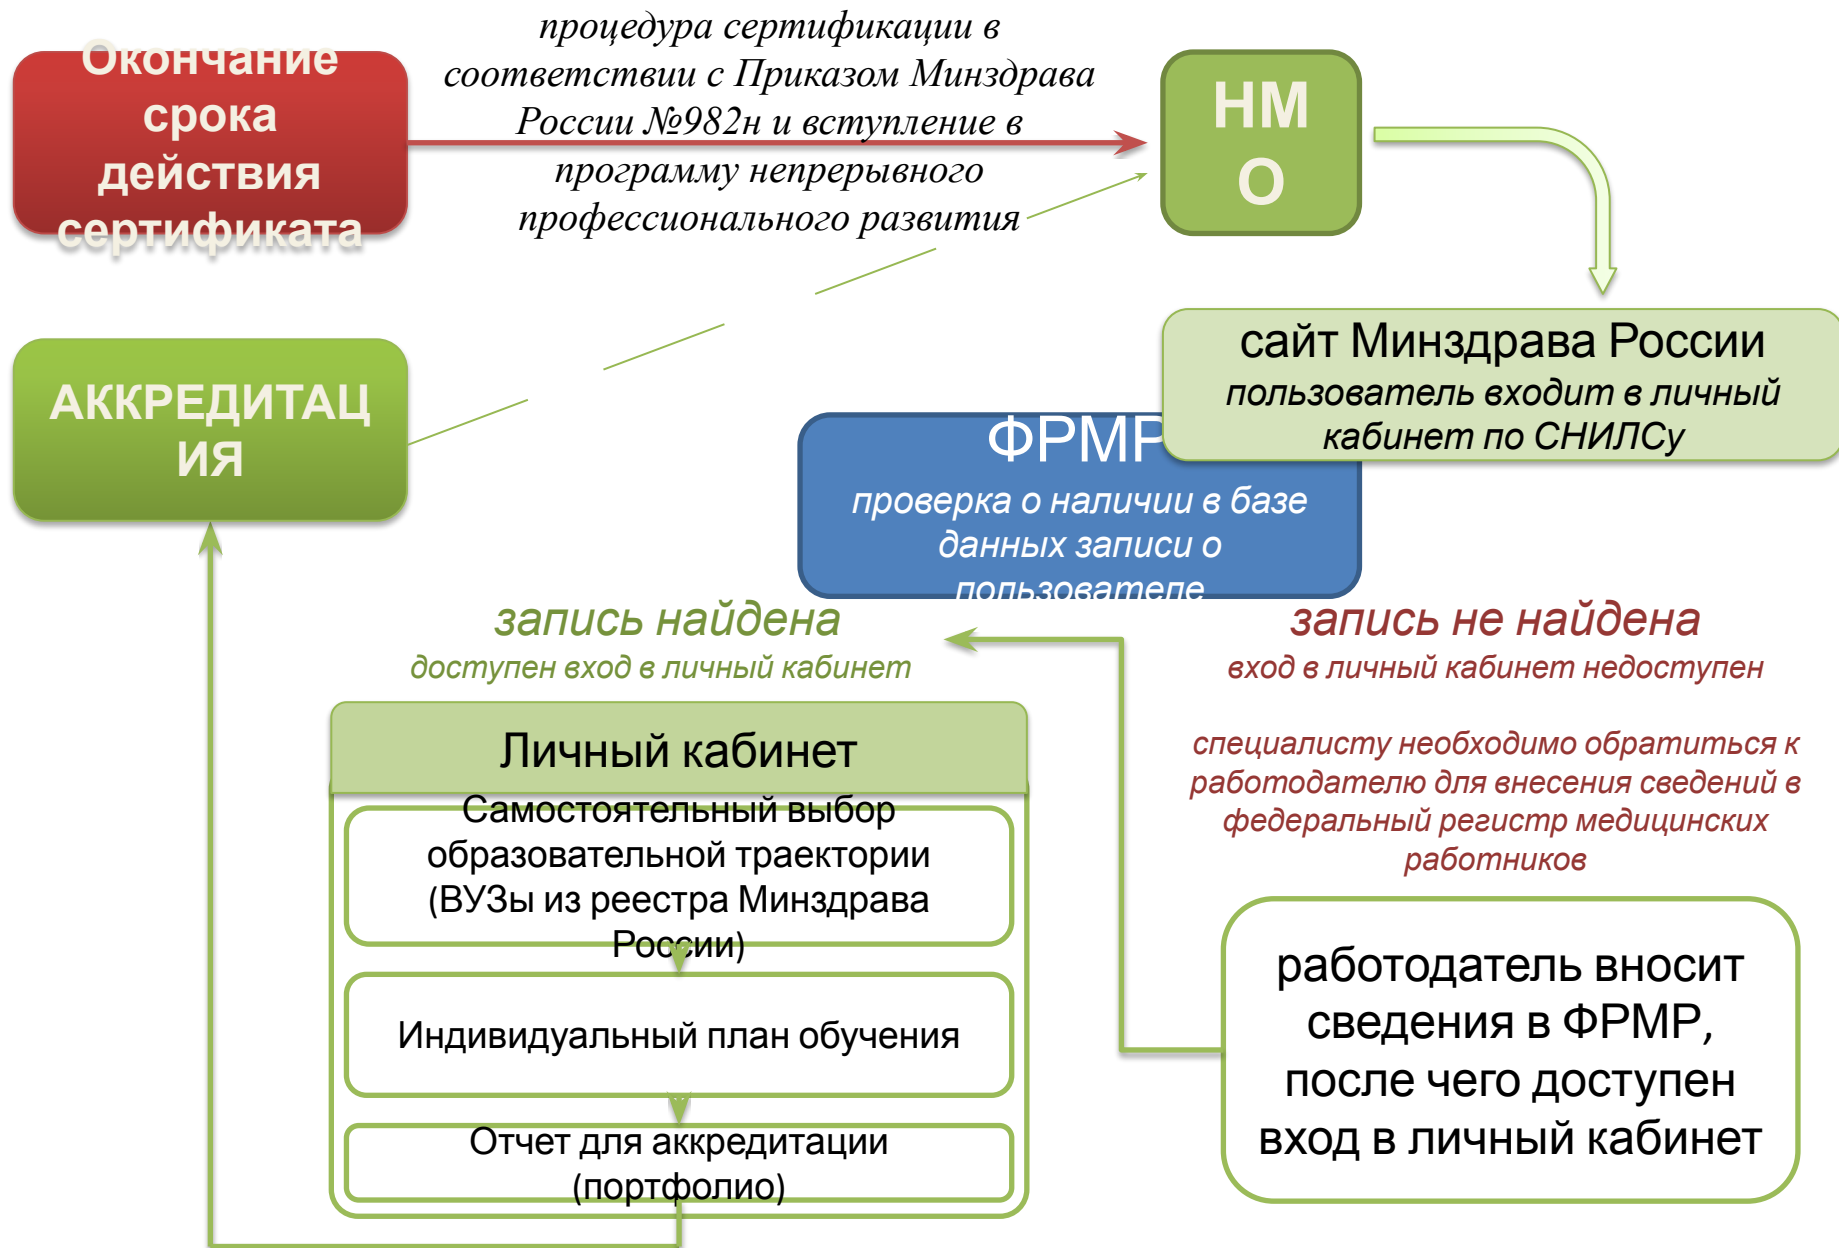 Окончание
срока
действия
сертификата
процедура сертификации в
соответствии с Приказом Минздрава
России №982н и вступление в
программу непрерывного
профессионального развития
НМ
О
сайт Минздрава России
пользователь входит в личный
кабинет по СНИЛСу
АККРЕДИТАЦ
ИЯ
ФРМР
проверка о наличии в базе
данных записи о
пользователе
запись найдена
доступен вход в личный кабинет
запись не найдена
вход в личный кабинет недоступен
специалисту необходимо обратиться к
работодателю для внесения сведений в
федеральный регистр медицинских
работников
Личный кабинет
Самостоятельный выбор
образовательной траектории
(ВУЗы из реестра Минздрава
России)
Индивидуальный план обучения
Отчет для аккредитации
(портфолио)
работодатель вносит
сведения в ФРМР,
после чего доступен
вход в личный кабинет